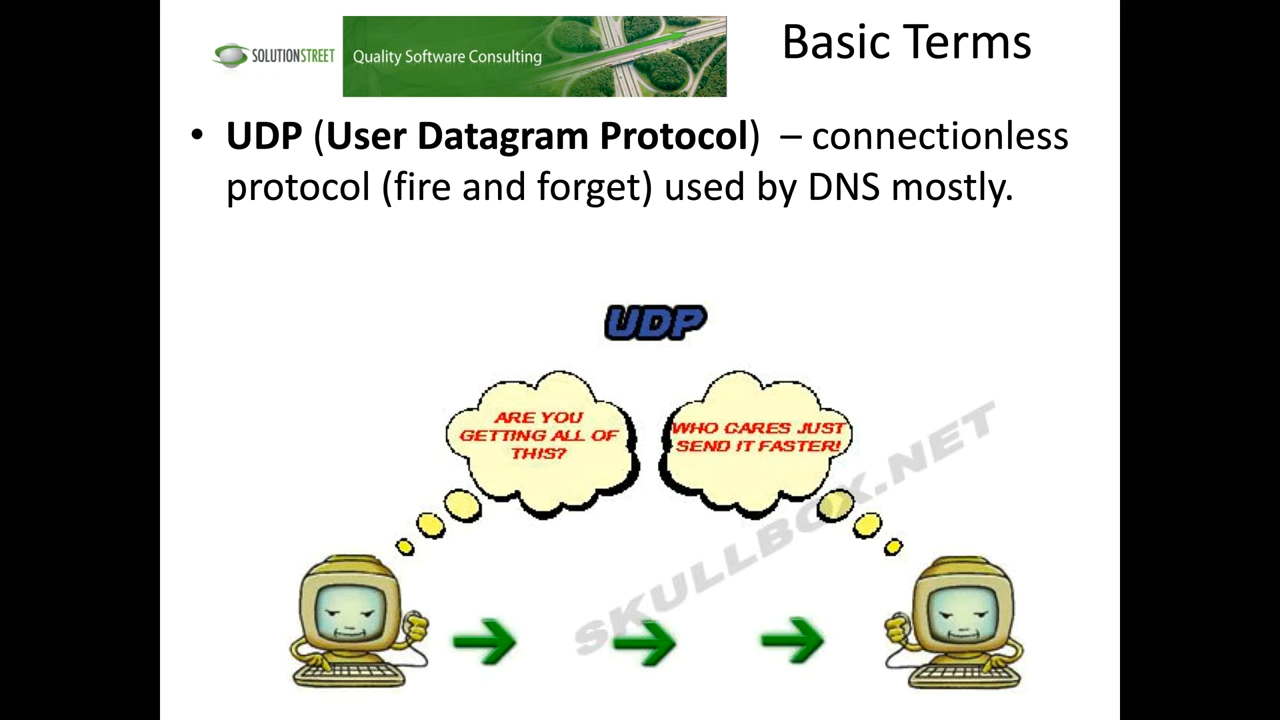 SOLUTIONSTREET
Quality Software Consulting
Basic Terms
• UDP (User Datagram Protocol) – connectionless
protocol (fire and forget) used by DNS mostly.
UDP
ARE YOU
GETTING ALL OF
THIS?
WHO CARES JUST
SEND IT FASTER!
SKULLBOX.NET